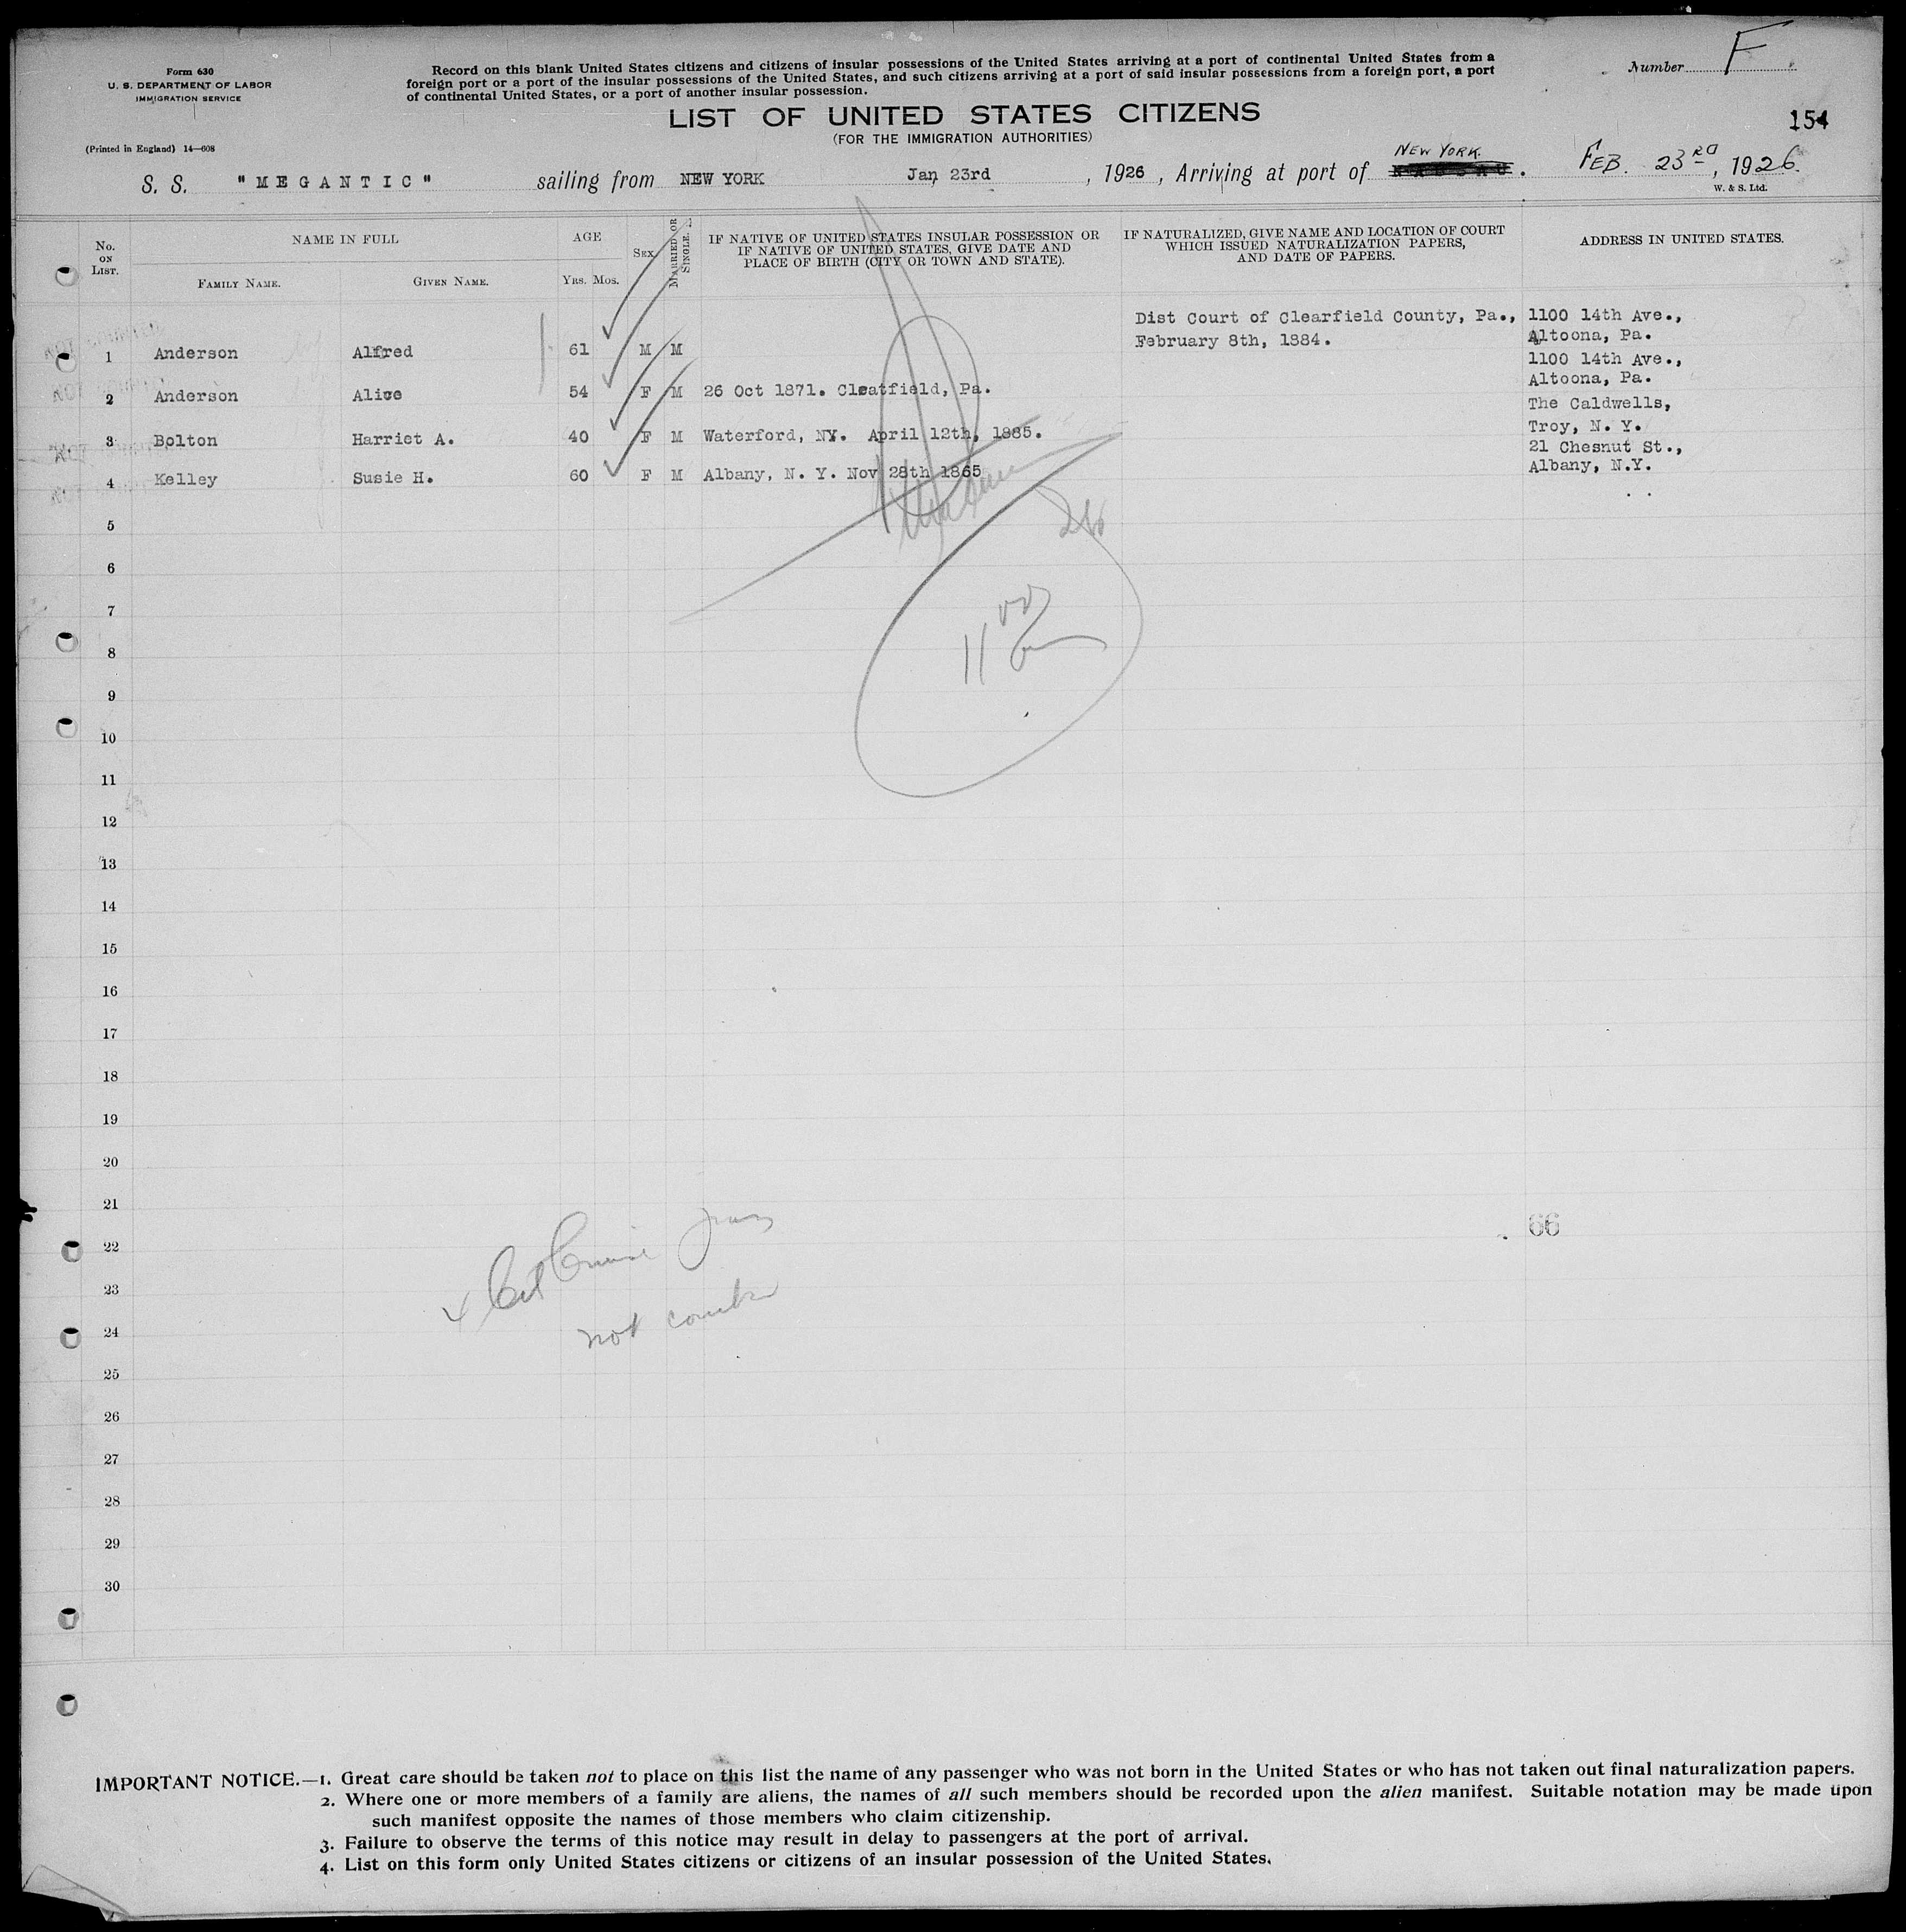 Form 630
U. S. DEPARTMENT OF LABOR
IMMIGRATION SERVICE
(Printed in England) 14—608
Record on this blank United States citizens and citizens of insular possessions of the United States arriving at a port of continental United States from a
foreign port or a port of the insular possessions of the United States, and such citizens arriving at a port of said insular possessions from a foreign port, a port
of continental United States, or a port of another insular possession.
Number F
LIST OF UNITED STATES CITIZENS
(FOR THE IMMIGRATION AUTHORITIES)
154
S. S. "MEGANTIC" sailing from NEW YORK Jan 23rd, 1926, Arriving at port of NEW YORK. FEB. 23RD, 1926.
W. & S. Ltd.
No. ON LIST.
NAME IN FULL
FAMILY NAME.
GIVEN NAME.
AGE
YRS. MOS.
SEX
MARRIED OR SINGLE.
IF NATIVE OF UNITED STATES INSULAR POSSESSION OR
IF NATIVE OF UNITED STATES, GIVE DATE AND
PLACE OF BIRTH (CITY OR TOWN AND STATE).
IF NATURALIZED, GIVE NAME AND LOCATION OF COURT
WHICH ISSUED NATURALIZATION PAPERS,
AND DATE OF PAPERS.
ADDRESS IN UNITED STATES.
1 Anderson Alfred 61 M M Dist Court of Clearfield County, Pa., 1100 14th Ave.,
February 8th, 1884. Altoona, Pa.
2 Anderson Alice 54 F M 26 Oct 1871. Cleatfield, Pa. 1100 14th Ave.,
Altoona, Pa.
3 Bolton Harriet A. 40 F M Waterford, NY. April 12th, 1885. The Caldwells,
Troy, N. Y.
4 Kelley Susie H. 60 F M Albany, N. Y. Nov 28th 1865 21 Chesnut St.,
Albany, N.Y.
5
6
7
8
9
10
11
12
13
14
15
16
17
18
19
20
21
22
23
24
25
26
27
28
29
30
66
not
IMPORTANT NOTICE.—1. Great care should be taken not to place on this list the name of any passenger who was not born in the United States or who has not taken out final naturalization papers.
2. Where one or more members of a family are aliens, the names of all such members should be recorded upon the alien manifest. Suitable notation may be made upon
such manifest opposite the names of those members who claim citizenship.
3. Failure to observe the terms of this notice may result in delay to passengers at the port of arrival.
4. List on this form only United States citizens or citizens of an insular possession of the United States.